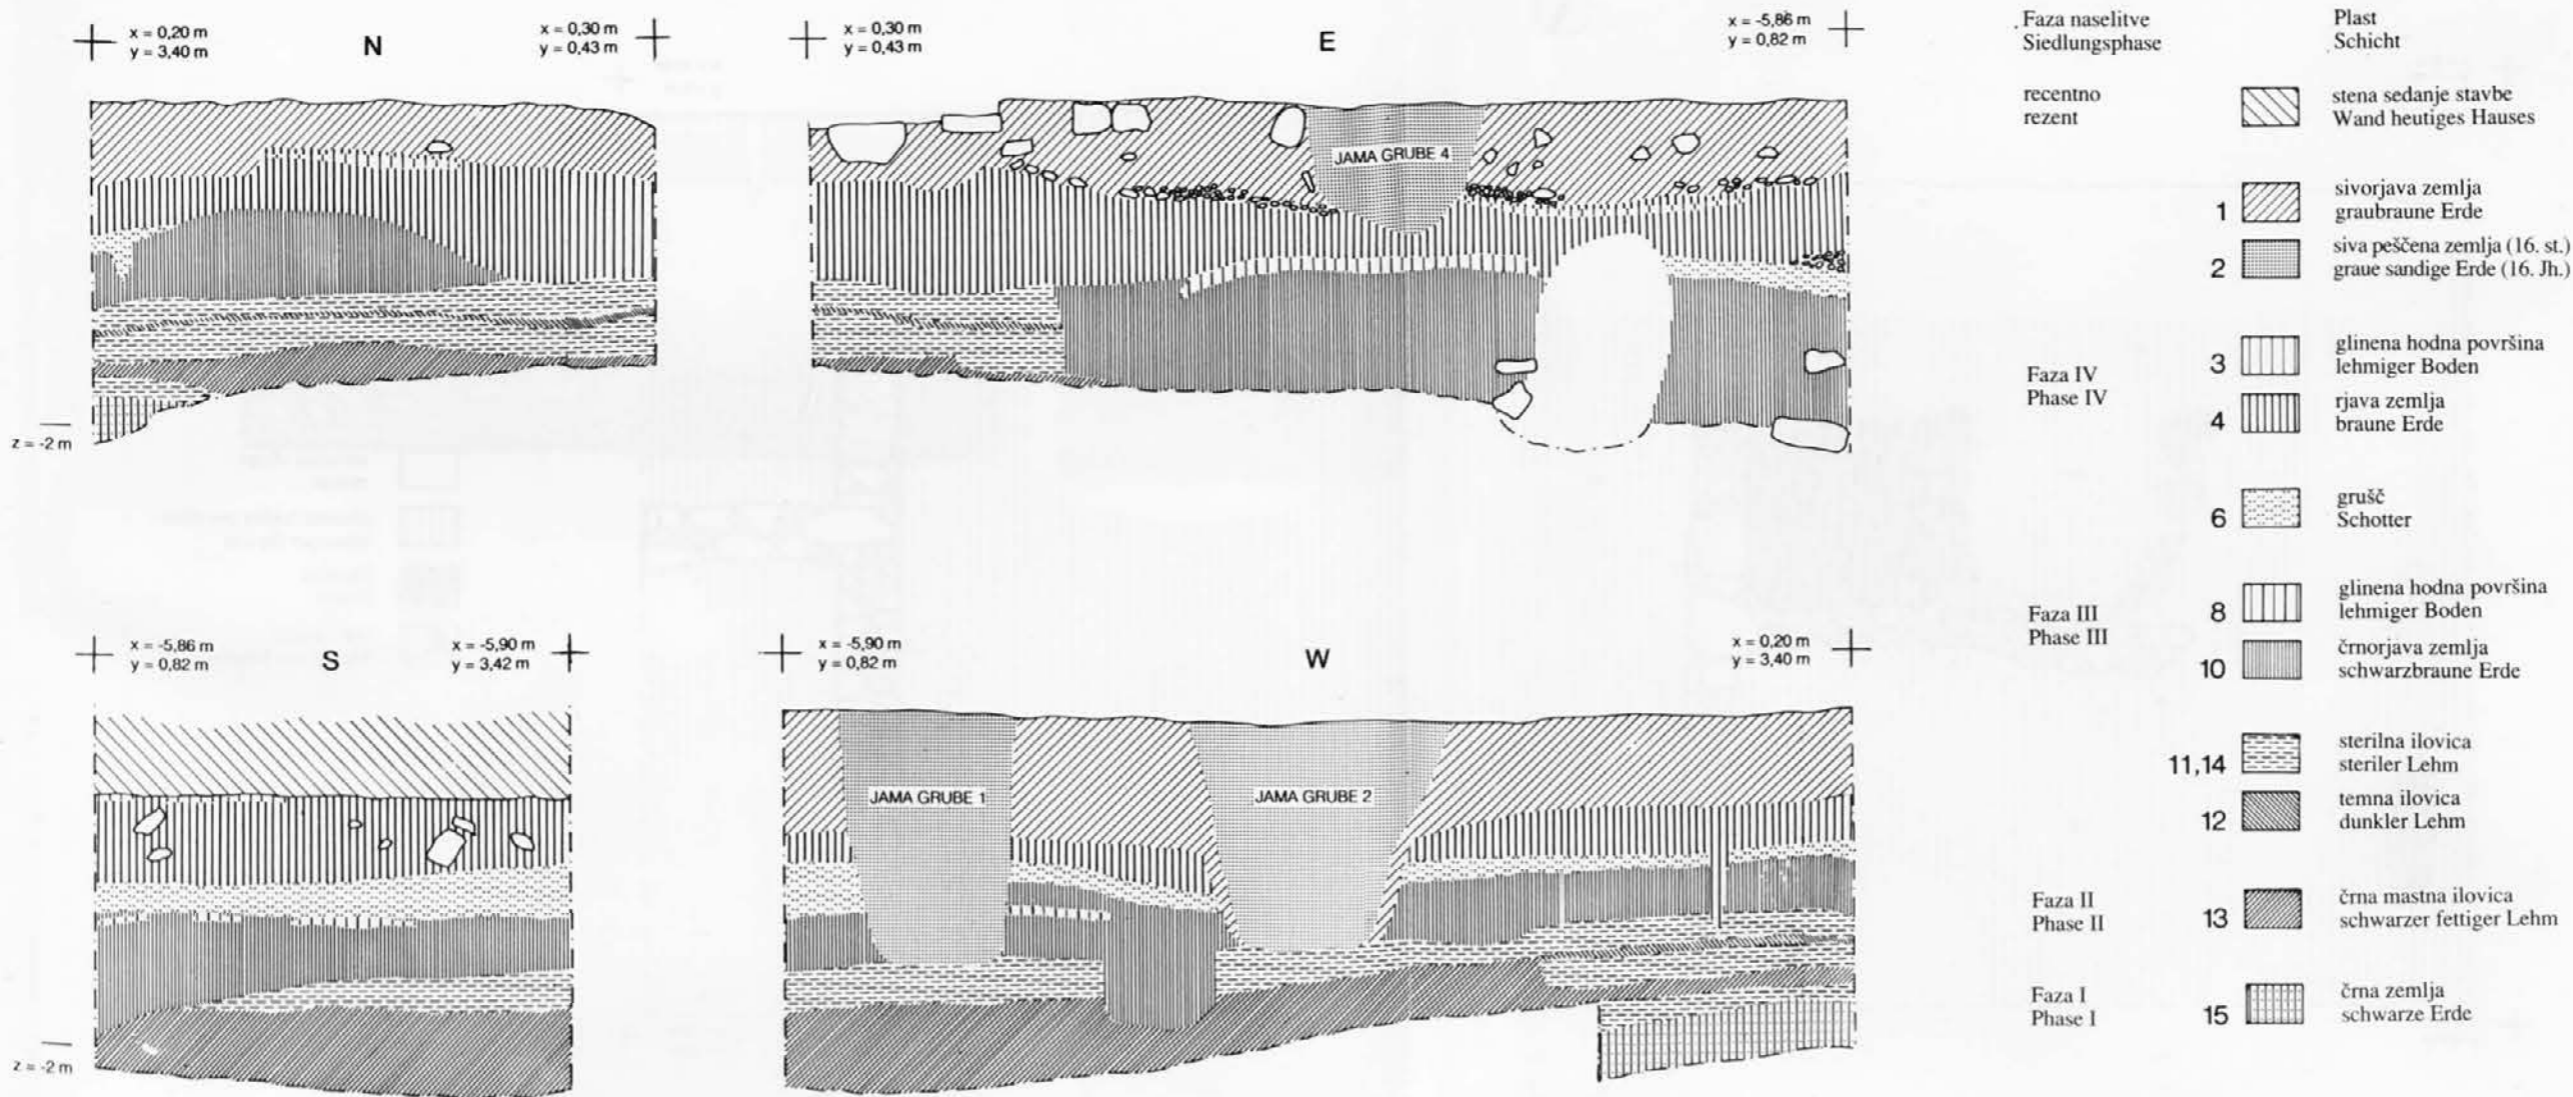 x = 0,20 m
y = 3,40 m
N
x = 0,30 m
y = 0,43 m
z = -2 m
x = 0,30 m
y = 0,43 m
E
x = -5,86 m
y = 0,82 m
JAMA GRUBE 4
x = -5,86 m
y = 0,82 m
S
x = -5,90 m
y = 3,42 m
z = -2 m
x = -5,90 m
y = 0,82 m
W
x = 0,20 m
y = 3,40 m
JAMA GRUBE 1
JAMA GRUBE 2
Faza naselitve
Siedlungsphase
Plast
Schicht
recentno
rezent
stena sedanje stavbe
Wand heutiges Hauses
1
sivorjava zemlja
graubraune Erde
2
siva peščena zemlja (16. st.)
graue sandige Erde (16. Jh.)
Faza IV
Phase IV
3
glinena hodna površina
lehmiger Boden
4
rjava zemlja
braune Erde
6
grušč
Schotter
Faza III
Phase III
8
glinena hodna površina
lehmiger Boden
10
črnorjava zemlja
schwarzbraune Erde
11,14
sterilna ilovica
steriler Lehm
12
temna ilovica
dunkler Lehm
Faza II
Phase II
13
črna mastna ilovica
schwarzer fettiger Lehm
Faza I
Phase I
15
črna zemlja
schwarze Erde